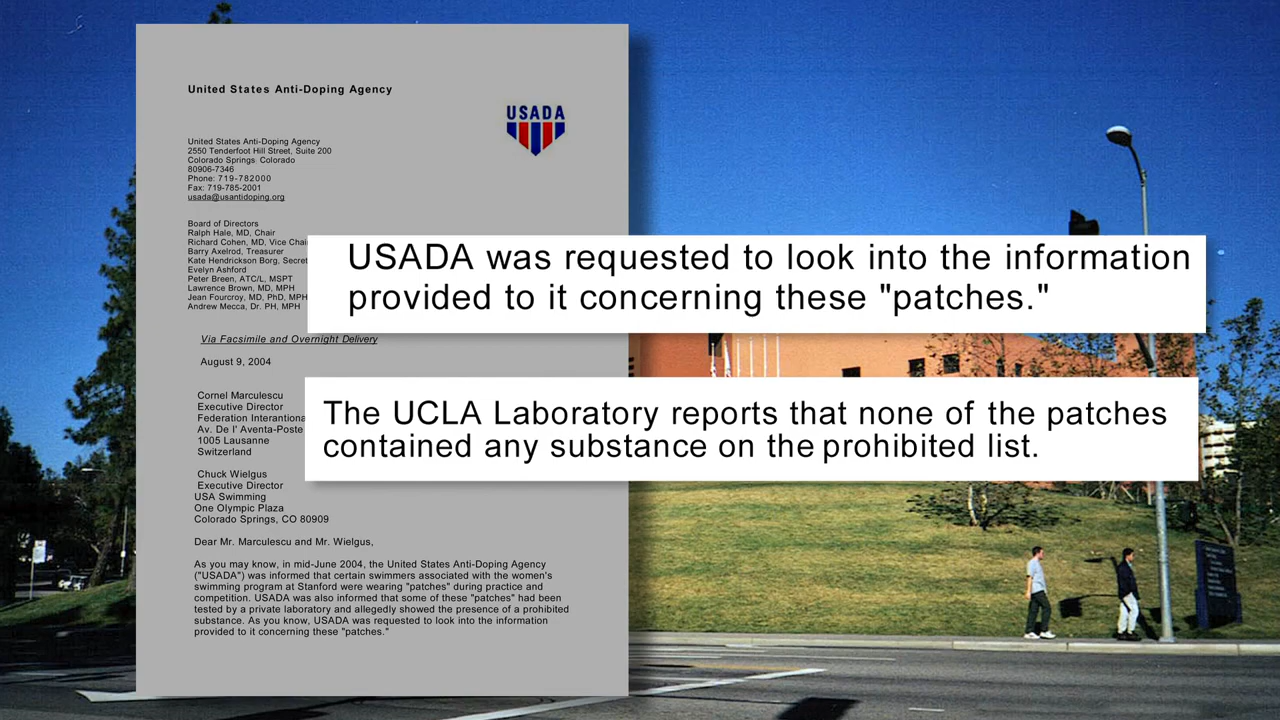 United States Anti-Doping Agency
USADA
United States Anti-Doping Agency
2550 Tenderfoot Hill Street, Suite 200
Colorado Springs Colorado
80906-7346
Phone: 719-782000
Fax: 719-785-2001
usada@usantidoping.org
Board of Directors
Ralph Hale, MD, Chair
Richard Cohen, MD, Vice
Barry Axelrod, Treasurer
Kate Hendrickson Borg,
Evelyn Ashford
Peter Breen, ATC/L, MSPT
Lawrence Brown, MD, MPH
Jean Fourcroy, MD, PhD, MPH
Andrew Mecca, Dr. PH, MPH
USADA was requested to look into the information
provided to it concerning these "patches."
Via Facsimile and Overnight Delivery
August 9, 2004
The UCLA Laboratory reports that none of the patches
contained any substance on the prohibited list.
Cornel Marculescu
Executive Director
Federation
Av. De l' Aventa-Poste
1005 Lausanne
Switzerland
Chuck Wielgus
Executive Director
USA Swimming
One Olympic Plaza
Colorado Springs, CO 80909
Dear Mr. Marculescu and Mr. Wielgus,
As you may know, in mid-June 2004, the United States Anti-Doping Agency
("USADA") was informed that certain swimmers associated with the women's
swimming program at Stanford were wearing "patches" during practice and
competition. USADA was also informed that some of these "patches" had been
tested by a private laboratory and allegedly showed the presence of a prohibited
substance. As you know, USADA was requested to look into the information
provided to it concerning these "patches."